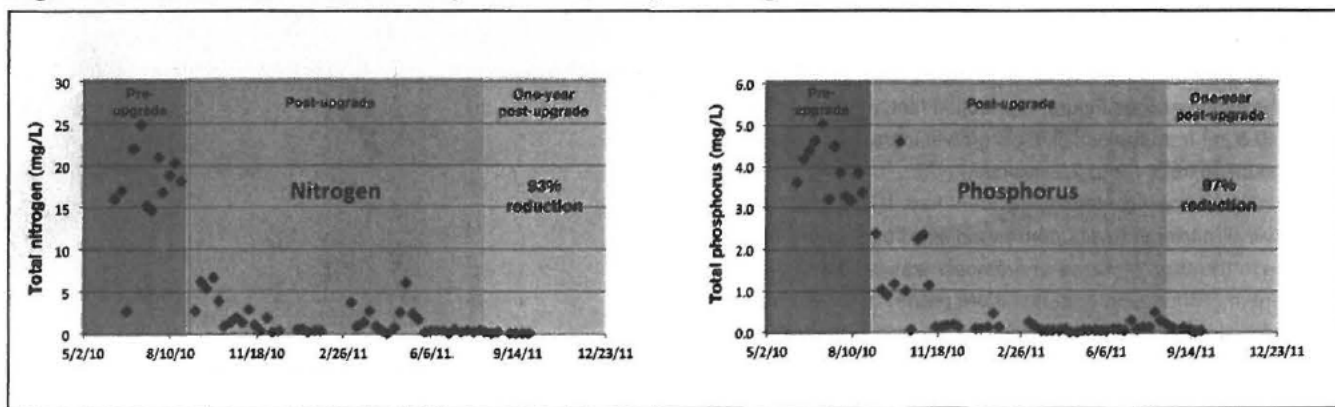 30
25
20
15
10
5
0
Total nitrogen (mg/L)
Pre-
upgrade
Post-upgrade
One-year
post-upgrade
Nitrogen
93%
reduction
5/2/10 8/10/10 11/18/10 2/26/11 6/6/11 9/14/11 12/23/11
6.0
5.0
4.0
3.0
2.0
1.0
0.0
Total phosphorus (mg/L)
Pre-
upgrade
Post-upgrade
One-year
post-upgrade
Phosphorus
97%
reduction
5/2/10 8/10/10 11/18/10 2/26/11 6/6/11 9/14/11 12/23/11